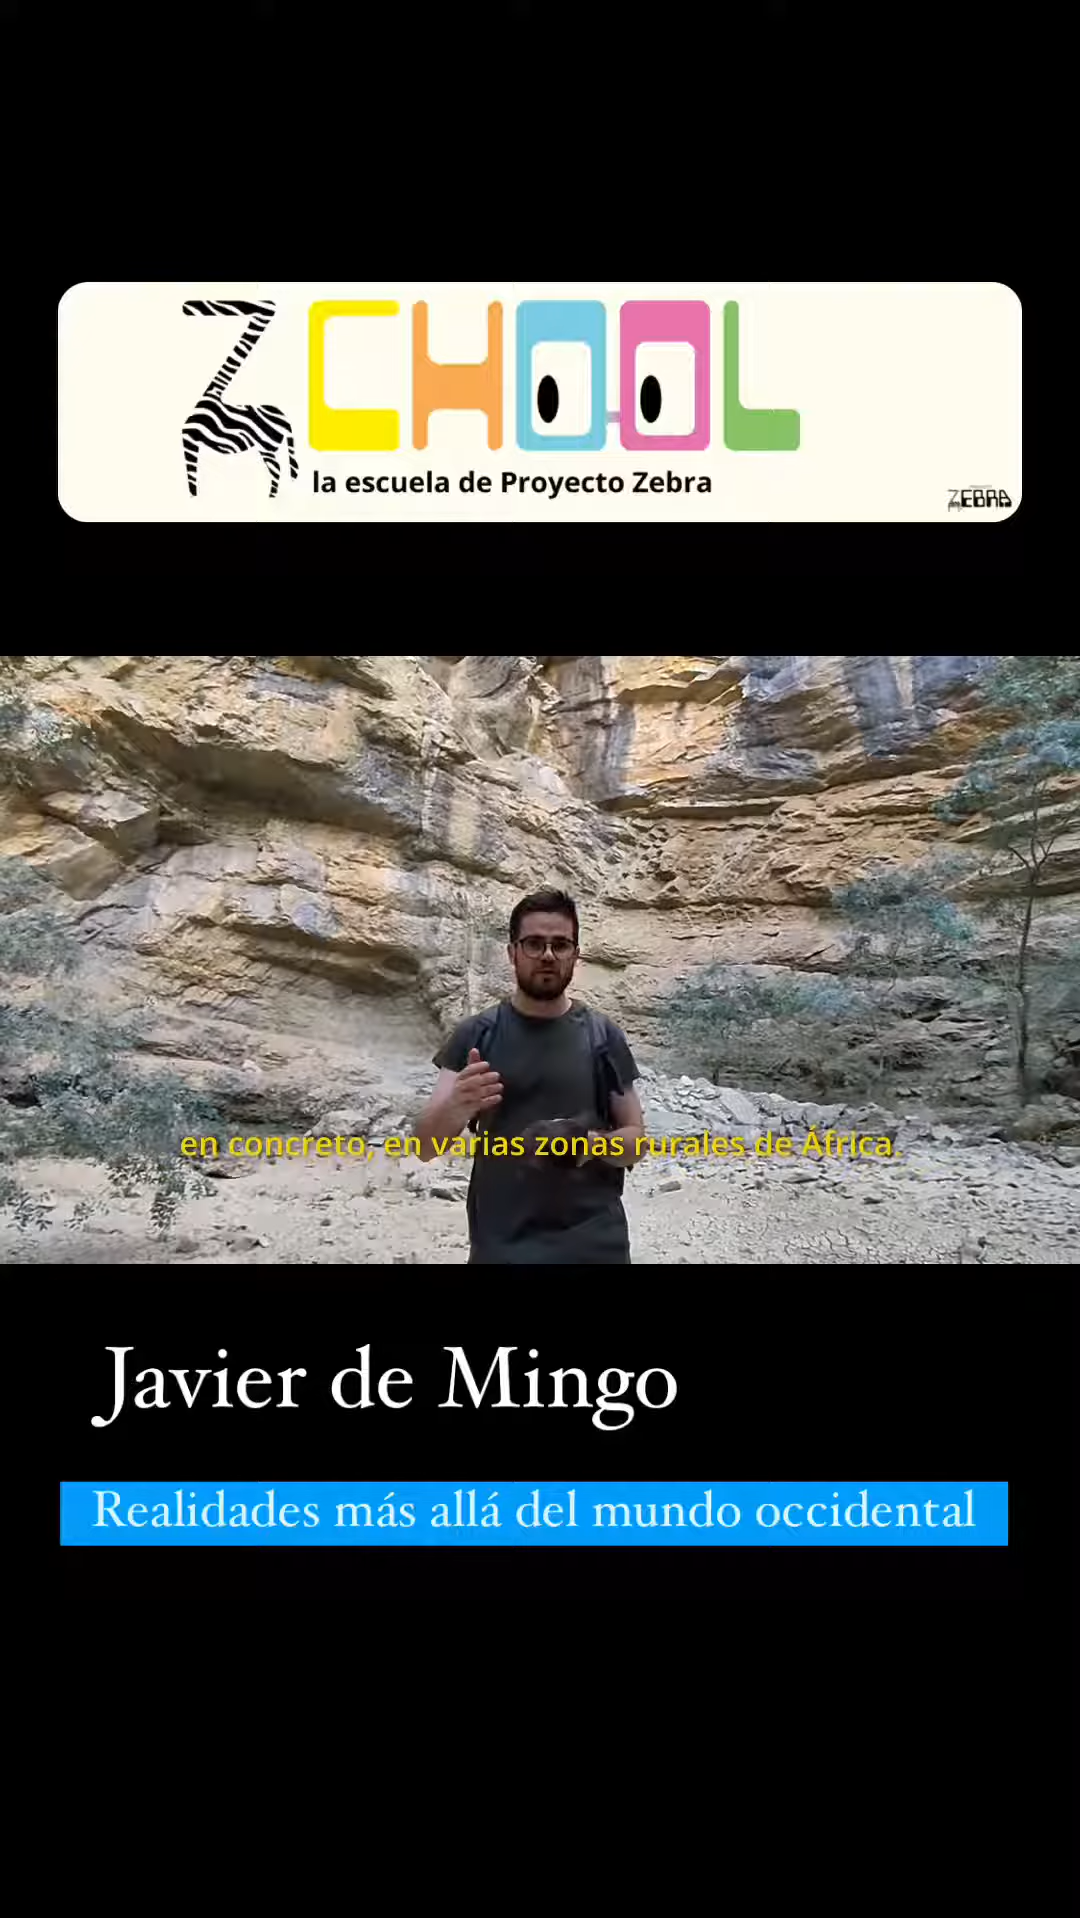 ZCHOOL
la escuela de Proyecto Zebra
ZEBRA
en concreto, en varias zonas rurales de África.
Javier de Mingo
Realidades más allá del mundo occidental